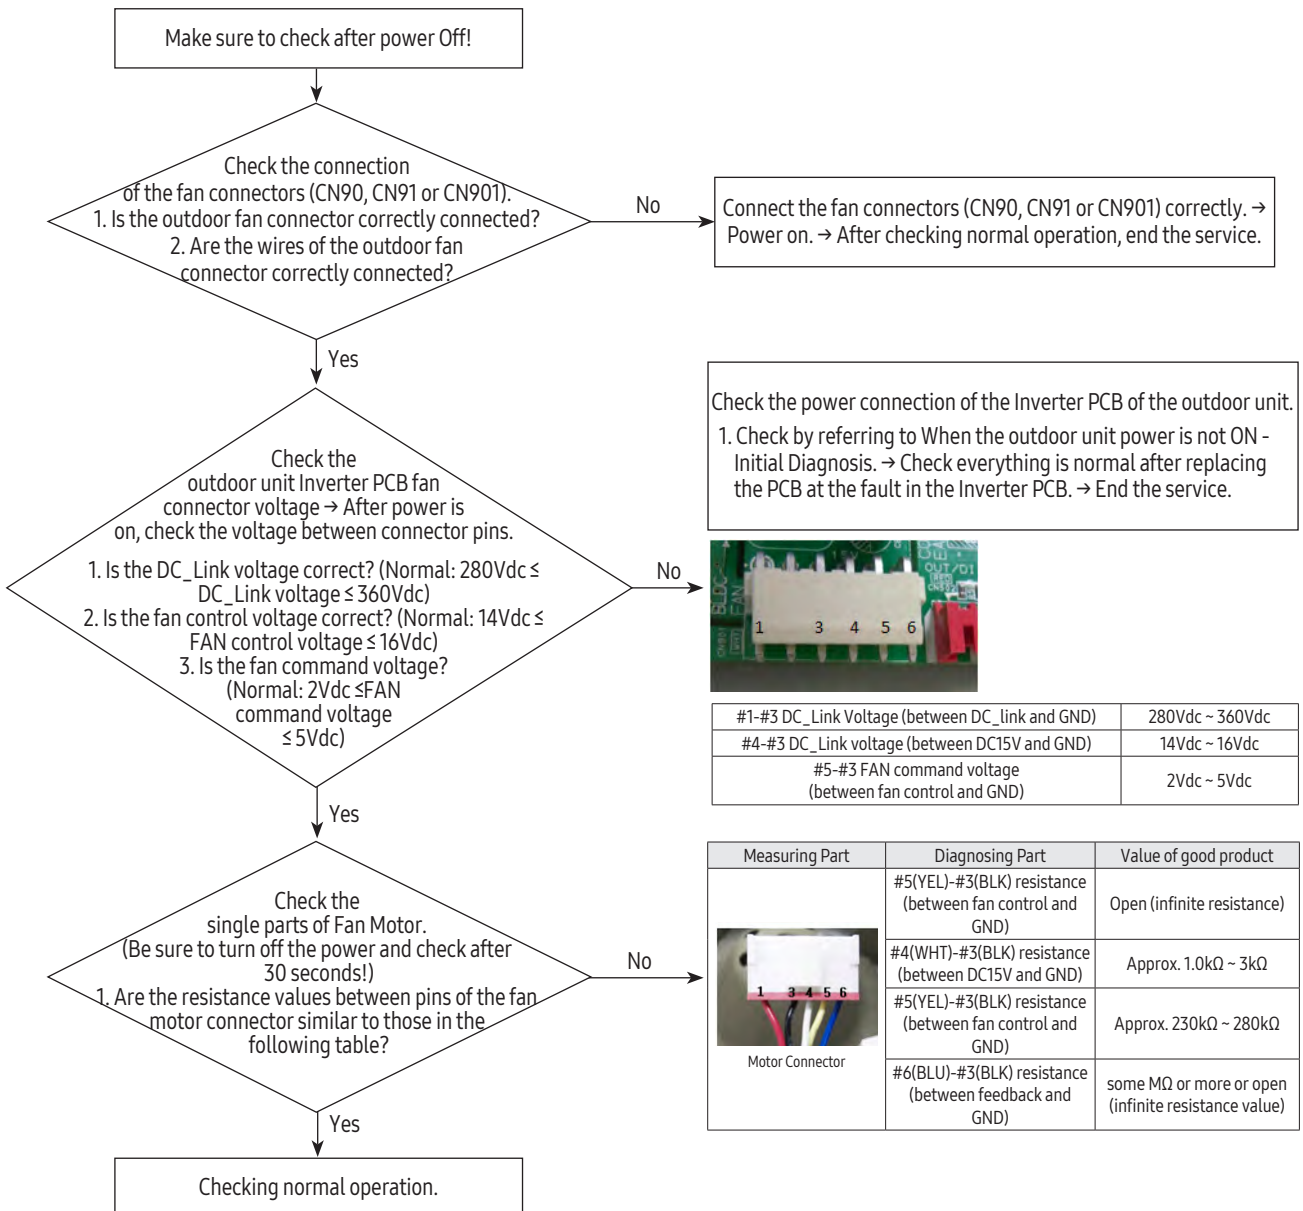 Make sure to check after power Off!
Check the connection
of the fan connectors (CN90, CN91 or CN901).
1. Is the outdoor fan connector correctly connected?
2. Are the wires of the outdoor fan
connector correctly connected?
No
Connect the fan connectors (CN90, CN91 or CN901) correctly. →
Power on. → After checking normal operation, end the service.
Yes
Check the
outdoor unit Inverter PCB fan
connector voltage → After power is
on, check the voltage between connector pins.
1. Is the DC_Link voltage correct? (Normal: 280Vdc ≤
DC_Link voltage ≤ 360Vdc)
2. Is the fan control voltage correct? (Normal: 14Vdc ≤
FAN control voltage ≤ 16Vdc)
3. Is the fan command voltage?
(Normal: 2Vdc ≤FAN
command voltage
≤ 5Vdc)
No
Check the power connection of the Inverter PCB of the outdoor unit.
1. Check by referring to When the outdoor unit power is not ON -
Initial Diagnosis. → Check everything is normal after replacing
the PCB at the fault in the Inverter PCB. → End the service.
BLDC
FAN
CN901
WHT
OUT/DI
RED
1 3 4 5 6
#1-#3 DC_Link Voltage (between DC_link and GND) 280Vdc ~ 360Vdc
#4-#3 DC_Link voltage (between DC15V and GND) 14Vdc ~ 16Vdc
#5-#3 FAN command voltage
(between fan control and GND)
2Vdc ~ 5Vdc
Yes
Check the
single parts of Fan Motor.
(Be sure to turn off the power and check after
30 seconds!)
1. Are the resistance values between pins of the fan
motor connector similar to those in the
following table?
No
Measuring Part Diagnosing Part Value of good product
1 3 4 5 6
Motor Connector
#5(YEL)-#3(BLK) resistance
(between fan control and
GND)
Open (infinite resistance)
#4(WHT)-#3(BLK) resistance
(between DC15V and GND)
Approx. 1.0kΩ ~ 3kΩ
#5(YEL)-#3(BLK) resistance
(between fan control and
GND)
Approx. 230kΩ ~ 280kΩ
#6(BLU)-#3(BLK) resistance
(between feedback and
GND)
some MΩ or more or open
(infinite resistance value)
Yes
Checking normal operation.